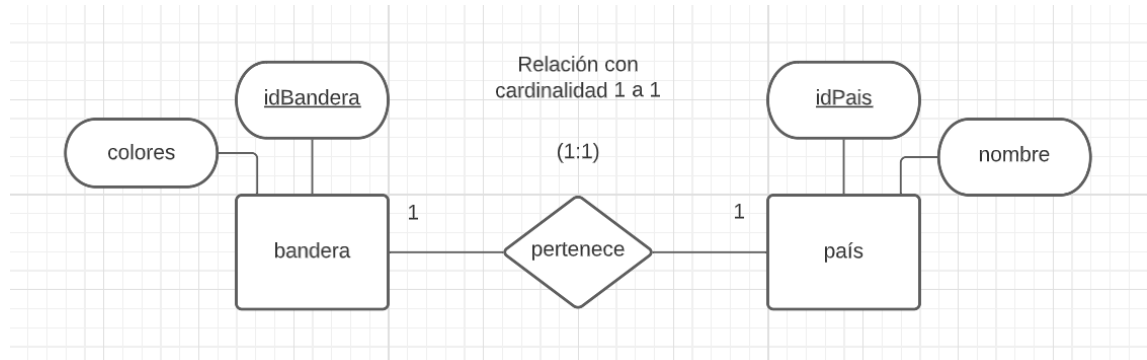 Relación con
cardinalidad 1 a 1
(1:1)
idBandera
colores
bandera
1
pertenece
1
idPais
nombre
país